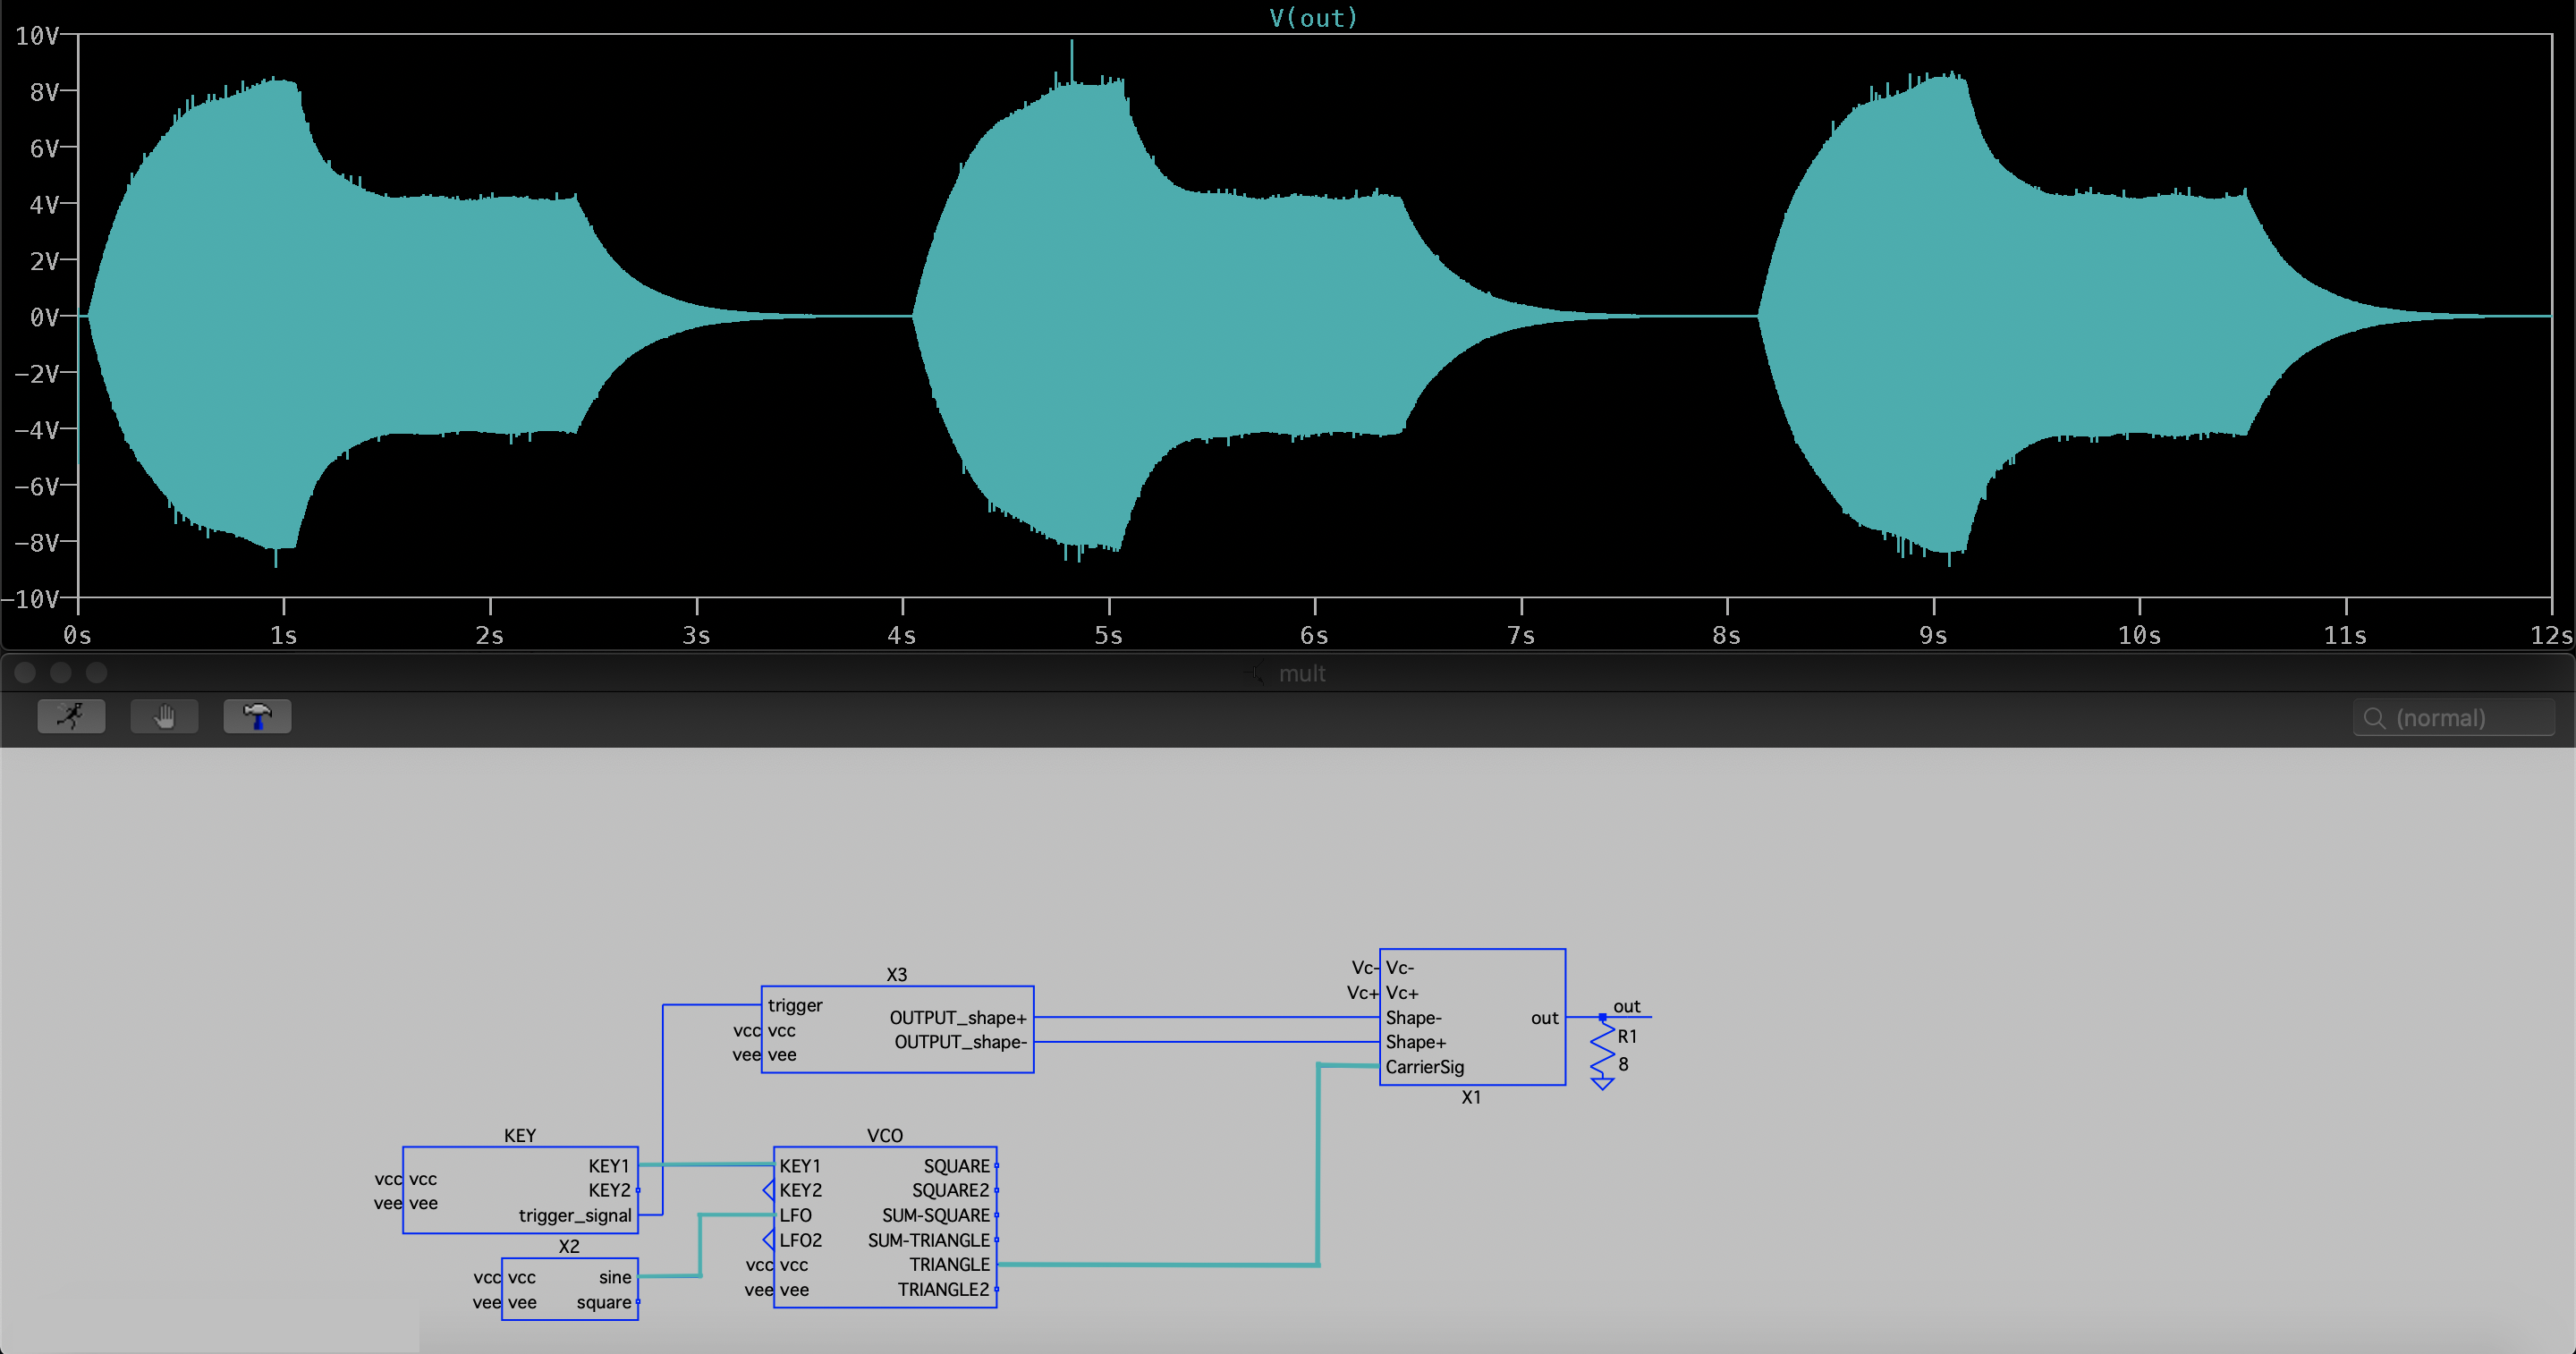 V(out)
10V
8V
6V
4V
2V
0V
−2V
−4V
−6V
−8V
−10V
0s 1s 2s 3s 4s 5s 6s 7s 8s 9s 10s 11s 12s
mult
(normal)
X3
trigger
vcc vcc
vee vee
OUTPUT_shape+
OUTPUT_shape-
Vc- Vc-
Vc+ Vc+
Shape-
Shape+
CarrierSig
out
X1
out
R1
8
KEY
vcc vcc
vee vee
KEY1
KEY2
trigger_signal
X2
vcc vcc
vee vee
sine
square
VCO
KEY1
KEY2
LFO
LFO2
vcc vcc
vee vee
SQUARE
SQUARE2
SUM-SQUARE
SUM-TRIANGLE
TRIANGLE
TRIANGLE2